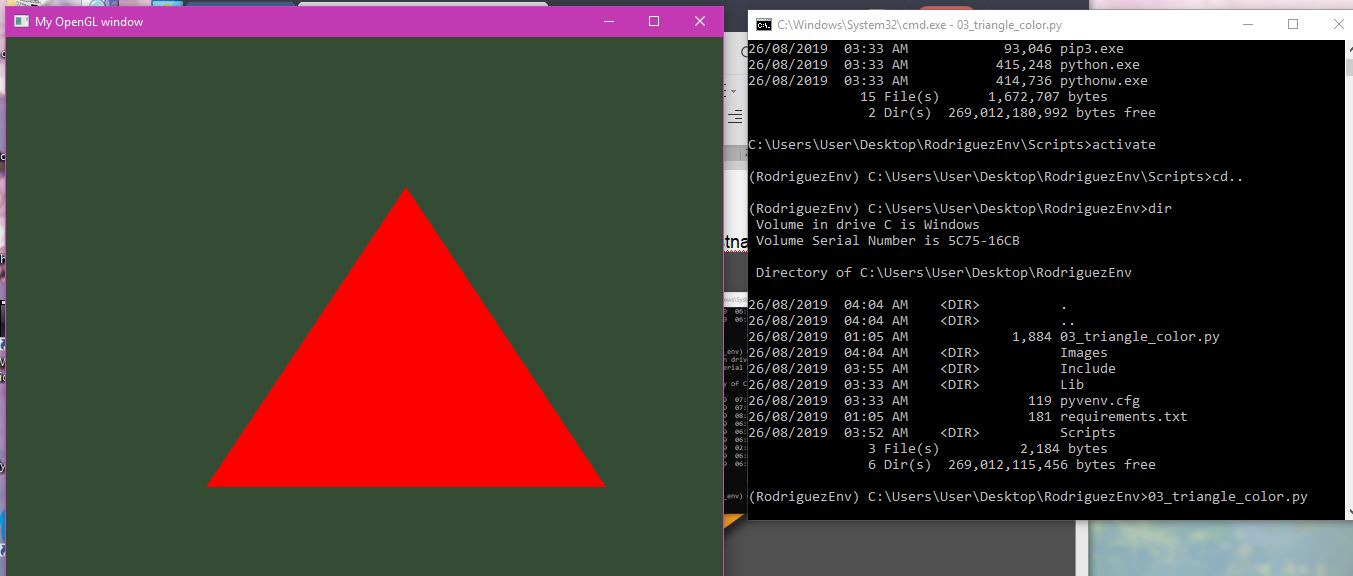 My OpenGL window
C:\Windows\System32\cmd.exe - 03_triangle_color.py
26/08/2019  03:33 AM            93,046 pip3.exe
26/08/2019  03:33 AM           415,248 python.exe
26/08/2019  03:33 AM           414,736 pythonw.exe
              15 File(s)      1,672,707 bytes
               2 Dir(s)  269,012,180,992 bytes free
C:\Users\User\Desktop\RodriguezEnv\Scripts>activate
(RodriguezEnv) C:\Users\User\Desktop\RodriguezEnv\Scripts>cd..
(RodriguezEnv) C:\Users\User\Desktop\RodriguezEnv>dir
 Volume in drive C is Windows
 Volume Serial Number is 5C75-16CB
 Directory of C:\Users\User\Desktop\RodriguezEnv
26/08/2019  04:04 AM    <DIR>          .
26/08/2019  04:04 AM    <DIR>          ..
26/08/2019  01:05 AM             1,884 03_triangle_color.py
26/08/2019  04:04 AM    <DIR>          Images
26/08/2019  03:55 AM    <DIR>          Include
26/08/2019  03:33 AM    <DIR>          Lib
26/08/2019  03:33 AM               119 pyvenv.cfg
26/08/2019  01:05 AM               181 requirements.txt
26/08/2019  03:52 AM    <DIR>          Scripts
               3 File(s)          2,184 bytes
               6 Dir(s)  269,012,115,456 bytes free
(RodriguezEnv) C:\Users\User\Desktop\RodriguezEnv>03_triangle_color.py